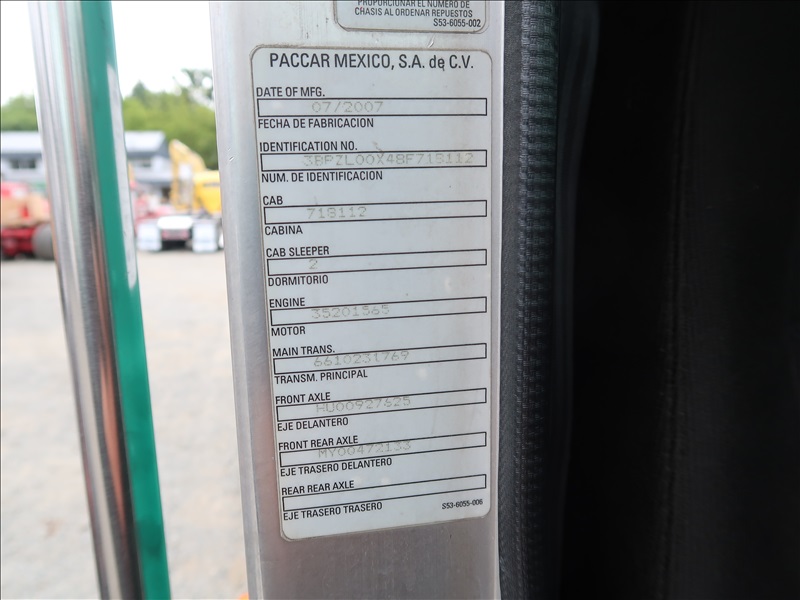 PROPORCIONAR EL NÚMERO DE
CHASIS AL ORDENAR REPUESTOS
S53-6055-002
PACCAR MEXICO, S.A. de C.V.
DATE OF MFG.
07/2007
FECHA DE FABRICACION
IDENTIFICATION NO.
3BPZL00X48F718112
NUM. DE IDENTIFICACION
CAB
718112
CABINA
CAB SLEEPER
2
DORMITORIO
ENGINE
35201565
MOTOR
MAIN TRANS.
6610231769
TRANSM. PRINCIPAL
FRONT AXLE
HU00927625
EJE DELANTERO
FRONT REAR AXLE
MY00472133
EJE TRASERO DELANTERO
REAR REAR AXLE
EJE TRASERO TRASERO
S53-6055-006